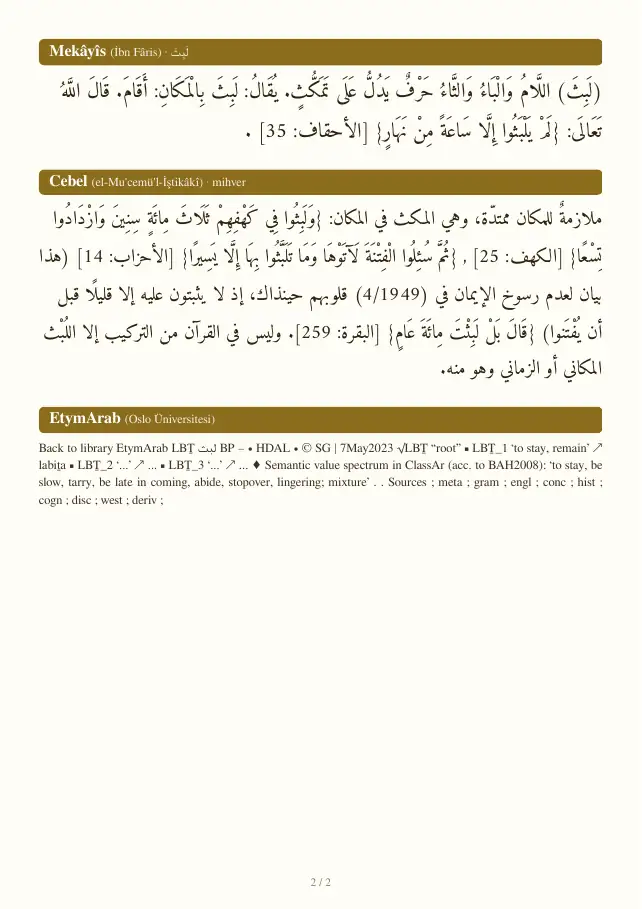 Mekâyîs (İbn Fâris) · لَبِثَ
(لَبِثَ) اللَّامُ وَالْبَاءُ وَالثَّاءُ حَرْفٌ يَدُلُّ عَلَى تَمَكُّثٍ. يُقَالُ: لَبِثَ بِالْمَكَانِ: أَقَامَ. قَالَ اللَّهُ
تَعَالَى: {لَمْ يَلْبَثُوا إِلَّا سَاعَةً مِنْ نَهَارٍ} [الأحقاف: 35] .
Cebel (el-Mu'cemü'l-İştikâkî) · mihver
ملازمةٌ للمكان ممتدّة، وهي المكث في المكان: {وَلَبِثُوا فِي كَهْفِهِمْ ثَلَاثَ مِائَةٍ سِنِينَ وَازْدَادُوا
تِسْعًا} [الكهف: 25] , {ثُمَّ سُئِلُوا الْفِتْنَةَ لَآتَوْهَا وَمَا تَلَبَّثُوا بِهَا إِلَّا يَسِيرًا} [الأحزاب: 14] (هذا
بيان لعدم رسوخ الإيمان في (4/1949) قلوبهم حينذاك، إذ لا يثبتون عليه إلا قليلًا قبل
أن يُفْتَنوا) {قَالَ بَلْ لَبِثْتَ مِائَةَ عَامٍ} [البقرة: 259]. وليس في القرآن من التركيب إلا اللُبْث
المكاني أو الزماني وهو منه.
EtymArab (Oslo Üniversitesi)
Back to library EtymArab LBṮ لبث BP – • HDAL • © SG | 7May2023 √LBṮ “root” ▪ LBṮ_1 ‘to stay, remain’ ↗
labiṯa ▪ LBṮ_2 ‘...’ ↗ ... ▪ LBṮ_3 ‘...’ ↗ ... ♦ Semantic value spectrum in ClassAr (acc. to BAH2008): ‘to stay, be
slow, tarry, be late in coming, abide, stopover, lingering; mixture’ . . Sources ; meta ; gram ; engl ; conc ; hist ;
cogn ; disc ; west ; deriv ;
2 / 2